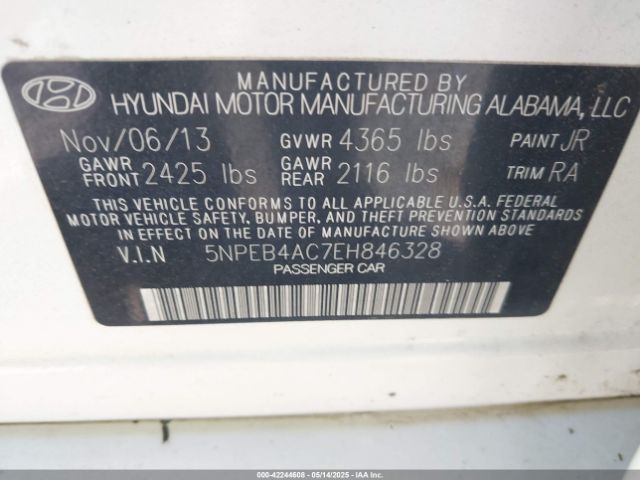 MANUFACTURED BY
HYUNDAI MOTOR MANUFACTURING ALABAMA, LLC
Nov/06/13 GVWR 4365 lbs PAINT JR
GAWR FRONT 2425 lbs GAWR REAR 2116 lbs TRIM RA
THIS VEHICLE CONFORMS TO ALL APPLICABLE U.S.A. FEDERAL
MOTOR VEHICLE SAFETY, BUMPER, AND THEFT PREVENTION
STANDARDS IN EFFECT ON THE DATE OF MANUFACTURE SHOWN ABOVE.
V.I.N 5NPEB4AC7EH846328
PASSENGER CAR
000-42244608 - 05/14/2025 - IAAI.COM